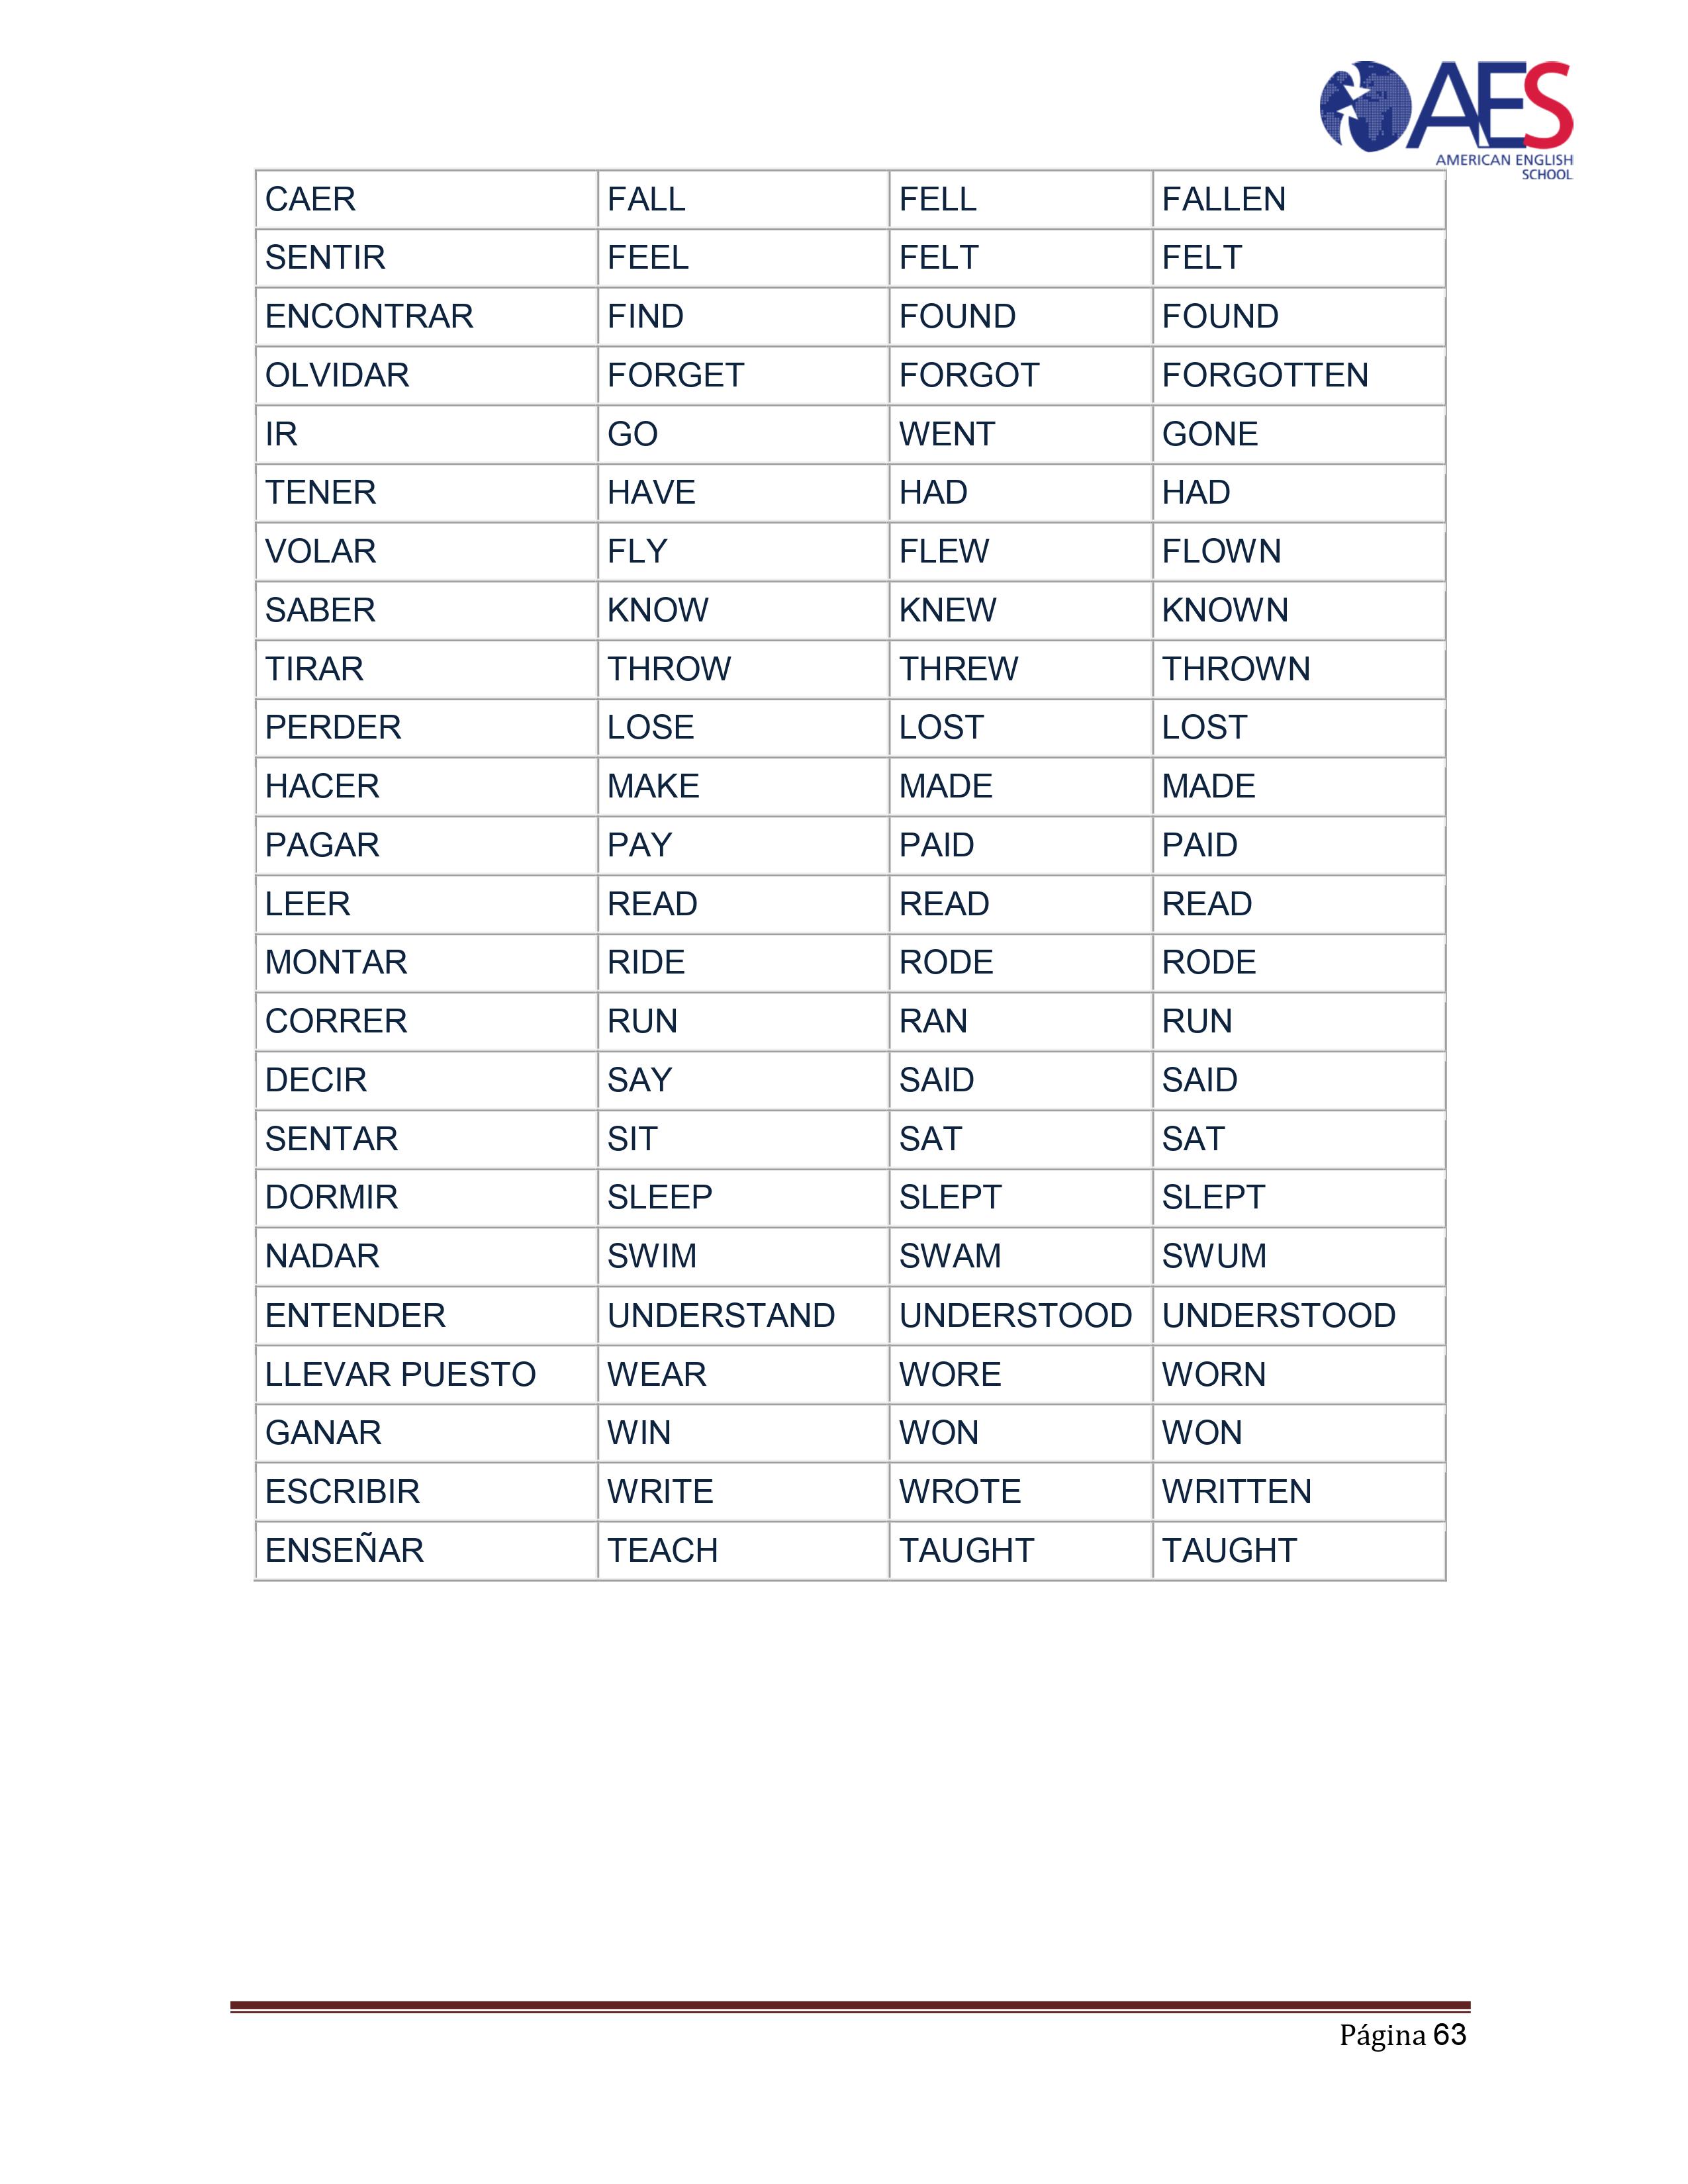 AES
AMERICAN ENGLISH
SCHOOL
CAER FALL FELL FALLEN
SENTIR FEEL FELT FELT
ENCONTRAR FIND FOUND FOUND
OLVIDAR FORGET FORGOT FORGOTTEN
IR GO WENT GONE
TENER HAVE HAD HAD
VOLAR FLY FLEW FLOWN
SABER KNOW KNEW KNOWN
TIRAR THROW THREW THROWN
PERDER LOSE LOST LOST
HACER MAKE MADE MADE
PAGAR PAY PAID PAID
LEER READ READ READ
MONTAR RIDE RODE RODE
CORRER RUN RAN RUN
DECIR SAY SAID SAID
SENTAR SIT SAT SAT
DORMIR SLEEP SLEPT SLEPT
NADAR SWIM SWAM SWUM
ENTENDER UNDERSTAND UNDERSTOOD UNDERSTOOD
LLEVAR PUESTO WEAR WORE WORN
GANAR WIN WON WON
ESCRIBIR WRITE WROTE WRITTEN
ENSEÑAR TEACH TAUGHT TAUGHT
Página 63